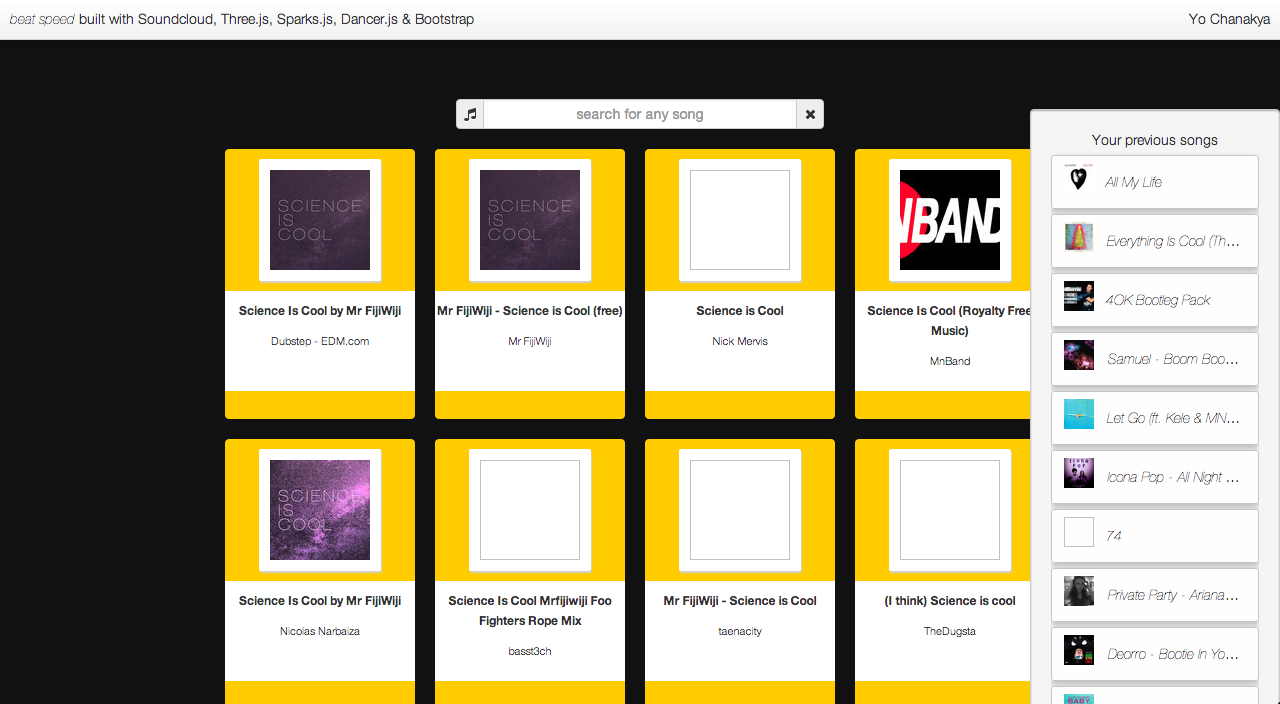 beat speed built with Soundcloud, Three.js, Sparks.js, Dancer.js & Bootstrap
Yo Chanakya
search for any song
SCIENCE
IS
COOL
Science Is Cool by Mr FijiWiji
Dubstep - EDM.com
SCIENCE
IS
COOL
Mr FijiWiji - Science is Cool (free)
Mr FijiWiji
Science is Cool
Nick Mervis
NBAND
Science Is Cool (Royalty Free
Music)
MnBand
SCIENCE
IS
COOL
Science Is Cool by Mr FijiWiji
Nicolas Narbaiza
Science Is Cool Mrfijiwiji Foo
Fighters Rope Mix
basst3ch
Mr FijiWiji - Science is Cool
taenacity
(I think) Science is cool
TheDugsta
Your previous songs
All My Life
Everything Is Cool (Th...
4OK Bootleg Pack
Samuel - Boom Boo...
Let Go (ft. Kele & MN...
ICONA
POP
Icona Pop - All Night ...
74
Private Party - Ariana...
Deorro - Bootie In Yo...
BABY